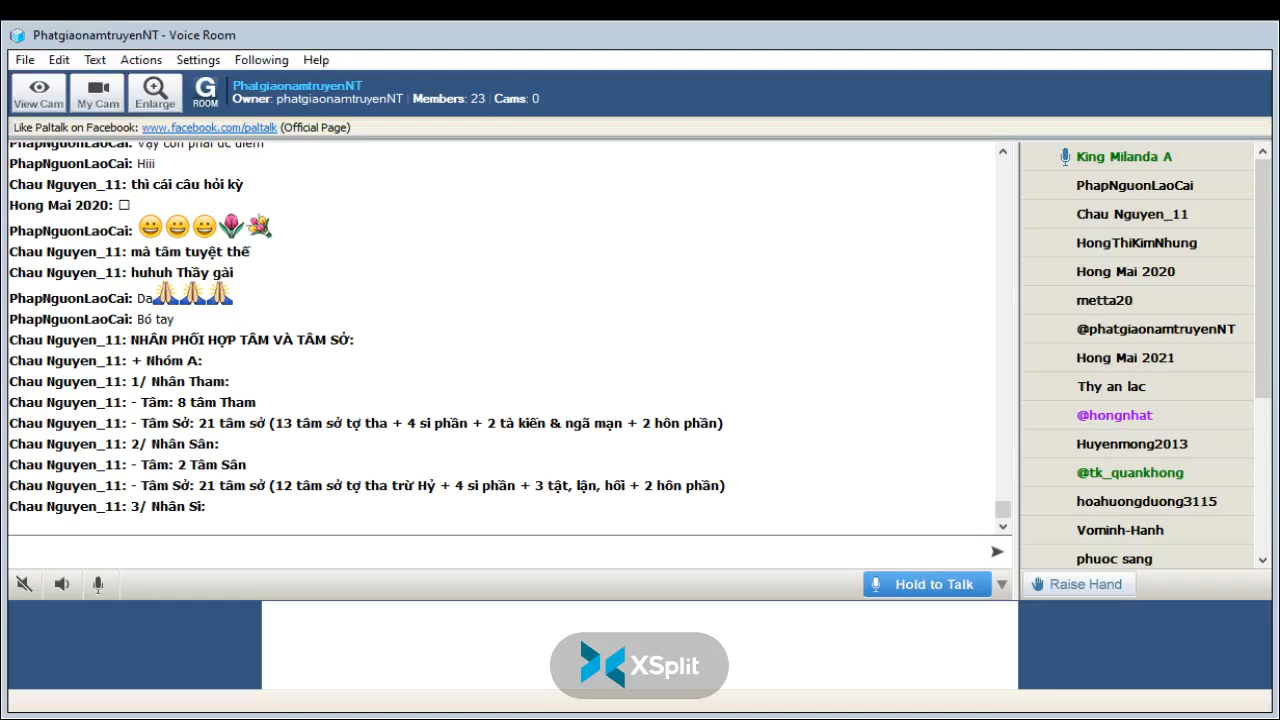 PhatgiaonamtruyenNT - Voice Room
File Edit Text Actions Settings Following Help
View Cam
My Cam
Enlarge
G ROOM
PhatgiaonamtruyenNT
Owner: phatgiaonamtruyenNT | Members: 23 | Cams: 0
Like Paltalk on Facebook: www.facebook.com/paltalk (Official Page)
PhapNguonLaoCai: Vậy còn phải ức điểm
PhapNguonLaoCai: Hiii
Chau Nguyen_11: thì cái câu hỏi kỳ
Hong Mai 2020: □
PhapNguonLaoCai: 😀😀😀🌷💐
Chau Nguyen_11: mà tâm tuyệt thế
Chau Nguyen_11: huhuh Thầy gài
PhapNguonLaoCai: Da🙏🙏🙏
PhapNguonLaoCai: Bó tay
Chau Nguyen_11: NHÂN PHỐI HỢP TÂM VÀ TÂM SỞ:
Chau Nguyen_11: + Nhóm A:
Chau Nguyen_11: 1/ Nhân Tham:
Chau Nguyen_11: - Tâm: 8 tâm Tham
Chau Nguyen_11: - Tâm Sở: 21 tâm sở (13 tâm sở tợ tha + 4 si phần + 2 tà kiến & ngã mạn + 2 hôn phần)
Chau Nguyen_11: 2/ Nhân Sân:
Chau Nguyen_11: - Tâm: 2 Tâm Sân
Chau Nguyen_11: - Tâm Sở: 21 tâm sở (12 tâm sở tợ tha trừ Hỷ + 4 si phần + 3 tật, lận, hối + 2 hôn phần)
Chau Nguyen_11: 3/ Nhân Si:
King Milanda A
PhapNguonLaoCai
Chau Nguyen_11
HongThiKimNhung
Hong Mai 2020
metta20
@phatgiaonamtruyenNT
Hong Mai 2021
Thy an lac
@hongnhat
Huyenmong2013
@tk_quankhong
hoahuongduong3115
Vominh-Hanh
phuoc sang
Hold to Talk
Raise Hand
XSplit